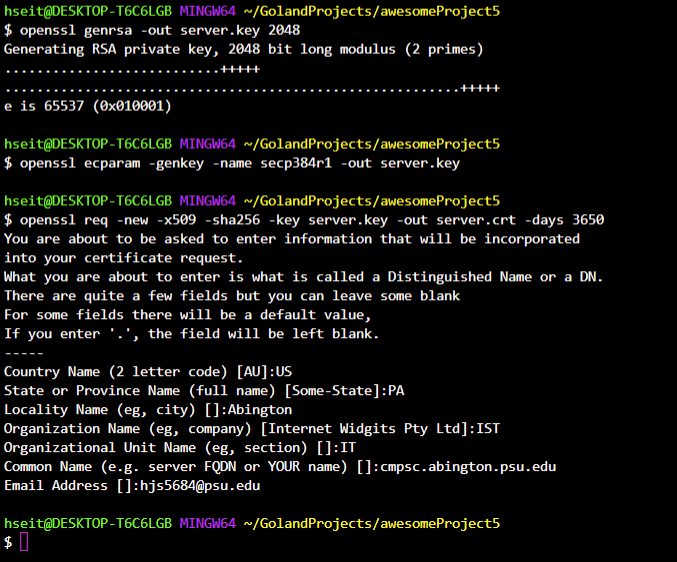 hseit@DESKTOP-T6C6LGB MINGW64 ~/GolandProjects/awesomeProject5
$ openssl genrsa -out server.key 2048
Generating RSA private key, 2048 bit long modulus (2 primes)
...........................+++++
.........................................................+++++
e is 65537 (0x010001)

hseit@DESKTOP-T6C6LGB MINGW64 ~/GolandProjects/awesomeProject5
$ openssl ecparam -genkey -name secp384r1 -out server.key

hseit@DESKTOP-T6C6LGB MINGW64 ~/GolandProjects/awesomeProject5
$ openssl req -new -x509 -sha256 -key server.key -out server.crt -days 3650
You are about to be asked to enter information that will be incorporated
into your certificate request.
What you are about to enter is what is called a Distinguished Name or a DN.
There are quite a few fields but you can leave some blank
For some fields there will be a default value,
If you enter '.', the field will be left blank.
-----
Country Name (2 letter code) [AU]:US
State or Province Name (full name) [Some-State]:PA
Locality Name (eg, city) []:Abington
Organization Name (eg, company) [Internet Widgits Pty Ltd]:IST
Organizational Unit Name (eg, section) []:IT
Common Name (e.g. server FQDN or YOUR name) []:cmpsc.abington.psu.edu
Email Address []:hjs5684@psu.edu

hseit@DESKTOP-T6C6LGB MINGW64 ~/GolandProjects/awesomeProject5
$